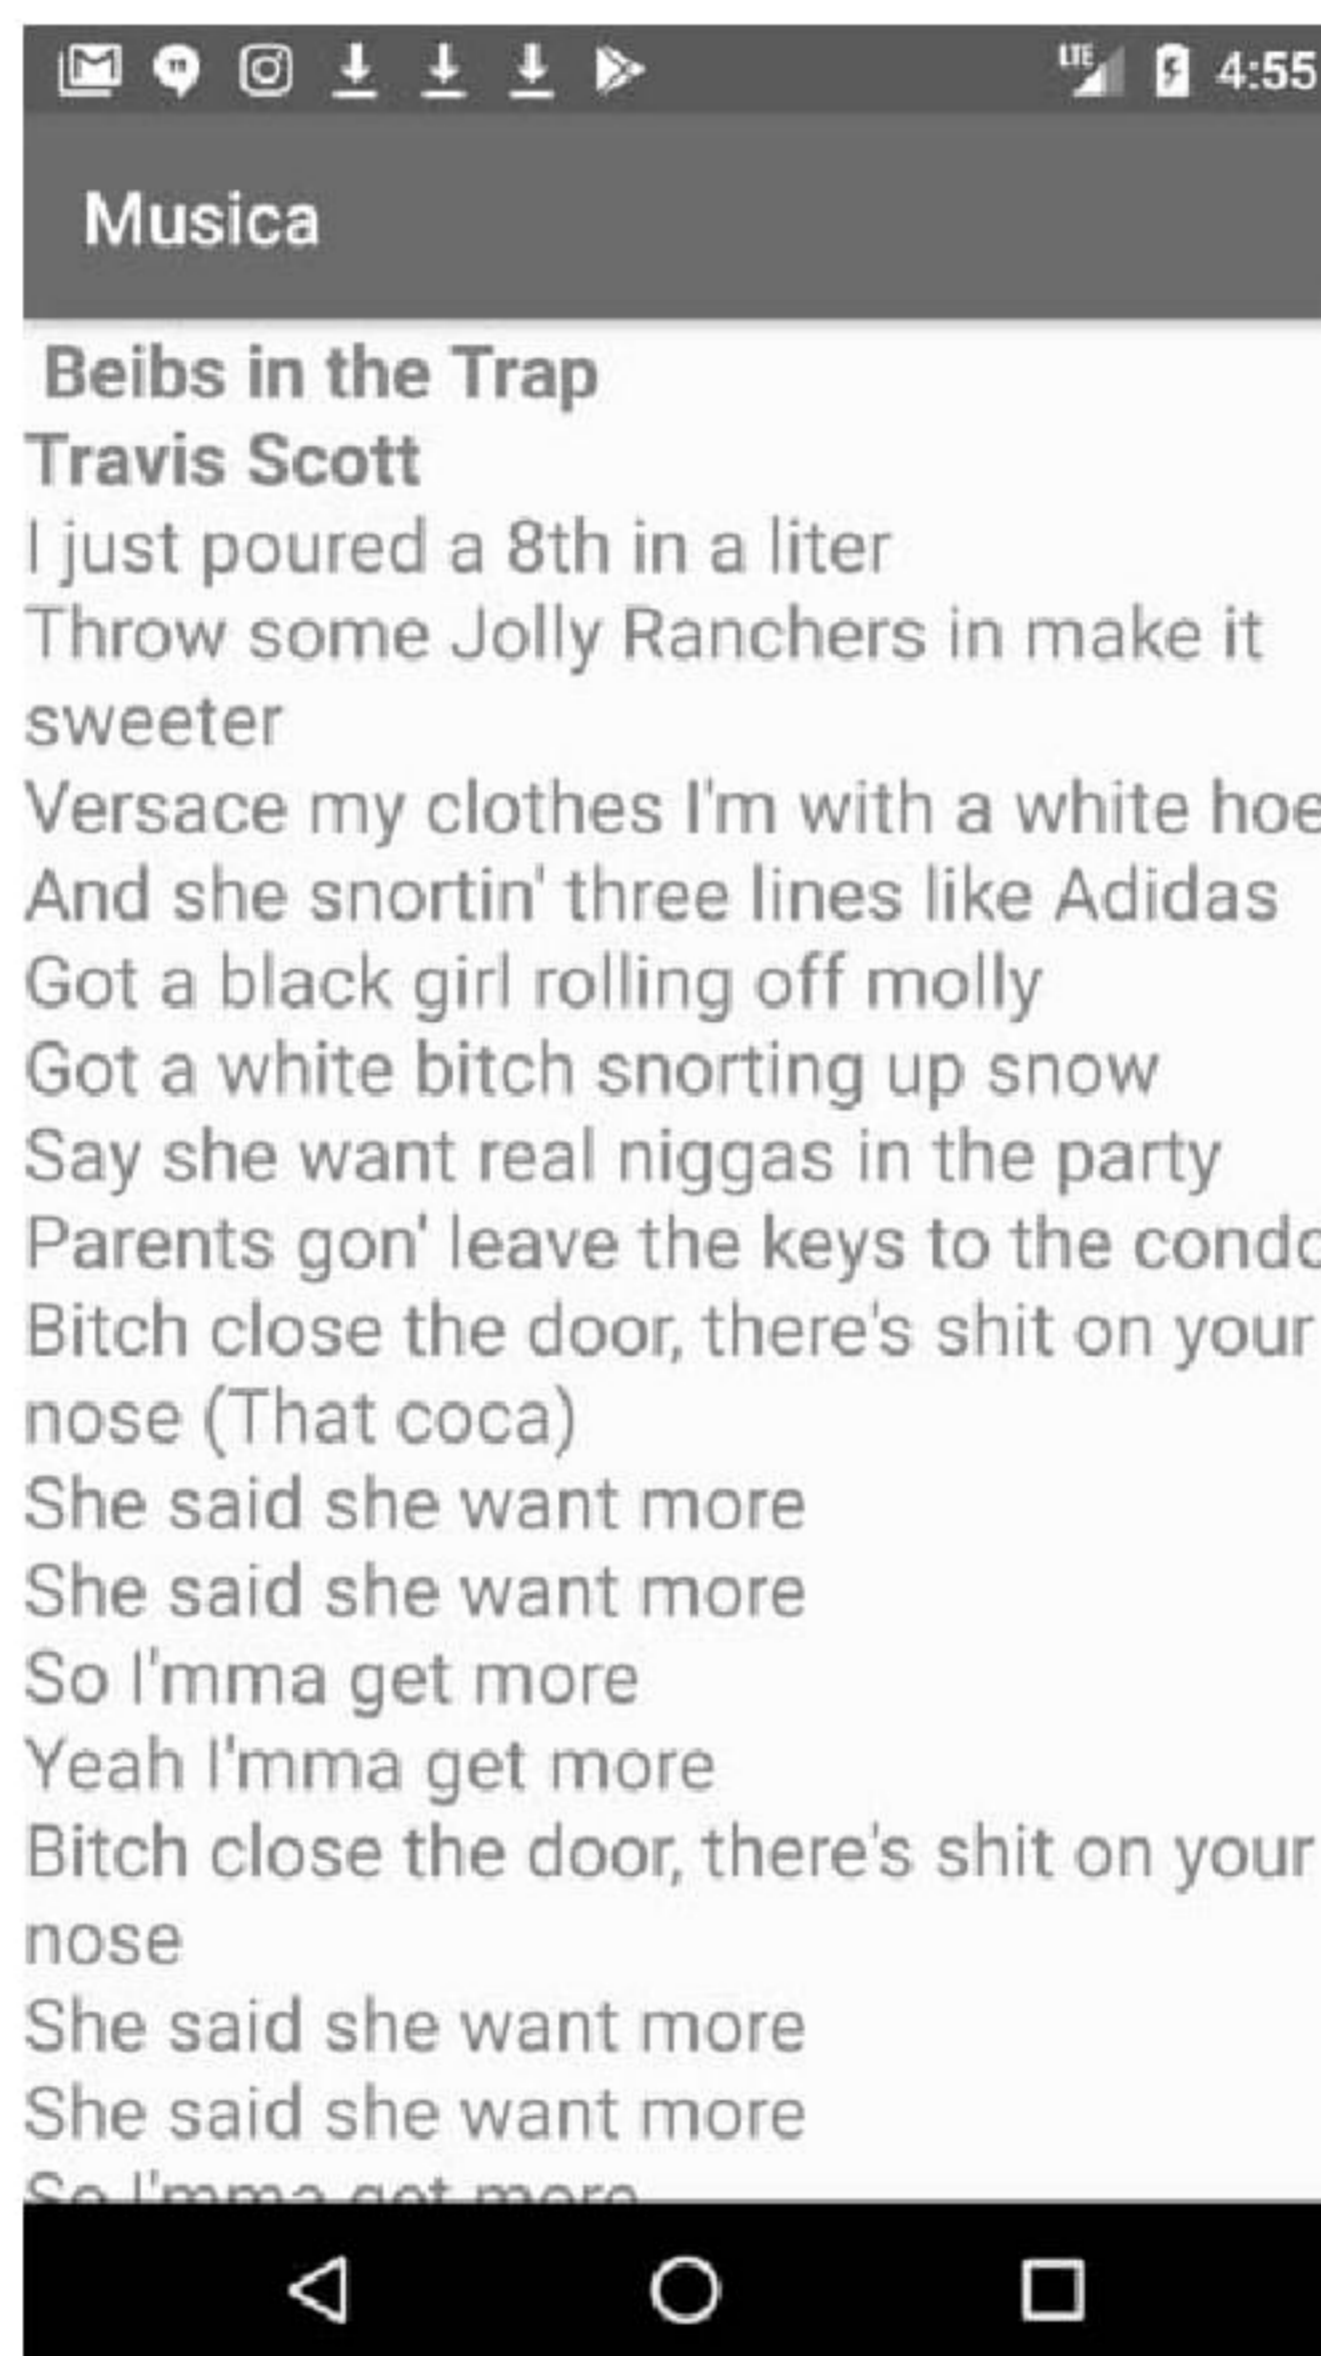 4:55
Musica
Beibs in the Trap
Travis Scott
I just poured a 8th in a liter
Throw some Jolly Ranchers in make it
sweeter
Versace my clothes I'm with a white hoe
And she snortin' three lines like Adidas
Got a black girl rolling off molly
Got a white bitch snorting up snow
Say she want real niggas in the party
Parents gon' leave the keys to the condo
Bitch close the door, there's shit on your
nose (That coca)
She said she want more
She said she want more
So I'mma get more
Yeah I'mma get more
Bitch close the door, there's shit on your
nose
She said she want more
She said she want more
So I'mma get more